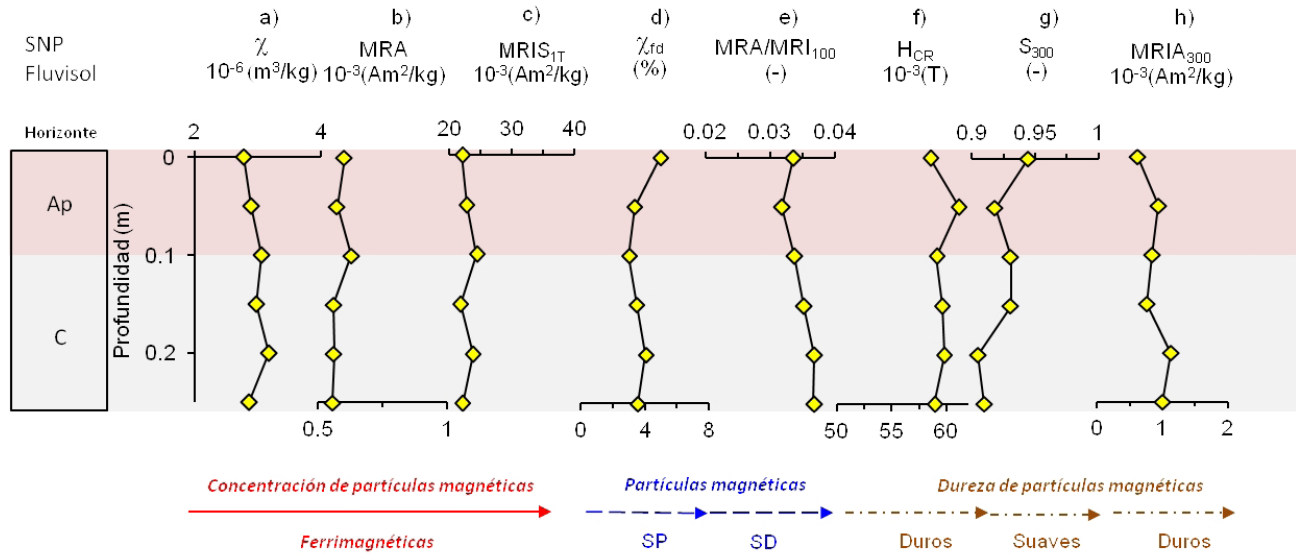 a) b) c) d) e) f) g) h)
SNP χ MRA MRIS1T χfd MRA/MRI100 HCR S300 MRIA300
Fluvisol 10-6 (m3/kg) 10-3(Am2/kg) 10-3(Am2/kg) (%) (-) 10-3(T) (-) 10-3(Am2/kg)
Horizonte 2 4 20 30 40 0.02 0.03 0.04 0.9 0.95 1
0
Ap
0.1
Profundidad (m)
C
0.2
0.5 1 0 4 8 50 55 60 0 1 2
Concentración de partículas magnéticas Partículas magnéticas Dureza de partículas magnéticas
Ferrimagnéticas SP SD Duros Suaves Duros